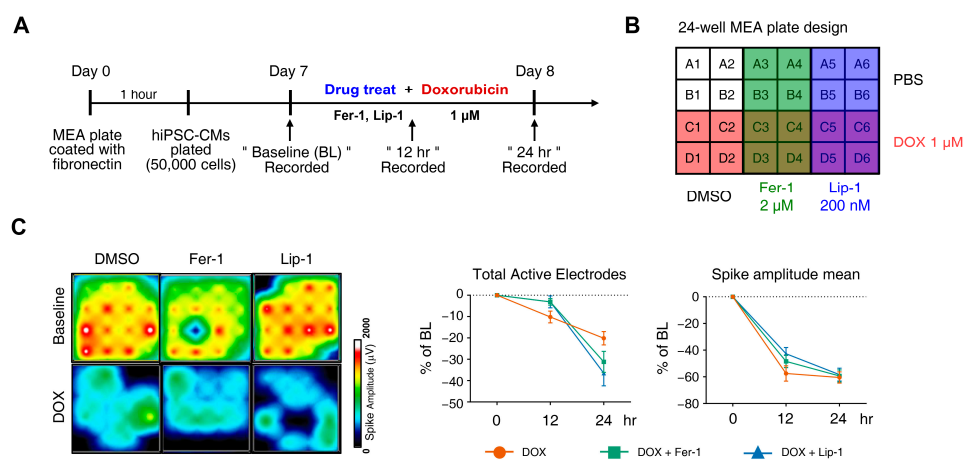 A
Day 0
Day 7
Day 8
1 hour
Drug treat + Doxorubicin
Fer-1, Lip-1
1 µM
MEA plate
coated with
fibronectin
hiPSC-CMs
plated
(50,000 cells)
" Baseline (BL) "
Recorded
" 12 hr "
Recorded
" 24 hr "
Recorded
B
24-well MEA plate design
A1 A2 A3 A4 A5 A6
B1 B2 B3 B4 B5 B6
C1 C2 C3 C4 C5 C6
D1 D2 D3 D4 D5 D6
PBS
DOX 1 µM
DMSO
Fer-1
2 µM
Lip-1
200 nM
C
DMSO Fer-1 Lip-1
Baseline
DOX
0 Spike Amplitude (µV) 2000
Total Active Electrodes
% of BL
0
−10
−20
−30
−40
−50
0 12 24 hr
Spike amplitude mean
% of BL
0
−20
−40
−60
−80
0 12 24 hr
DOX
DOX + Fer-1
DOX + Lip-1